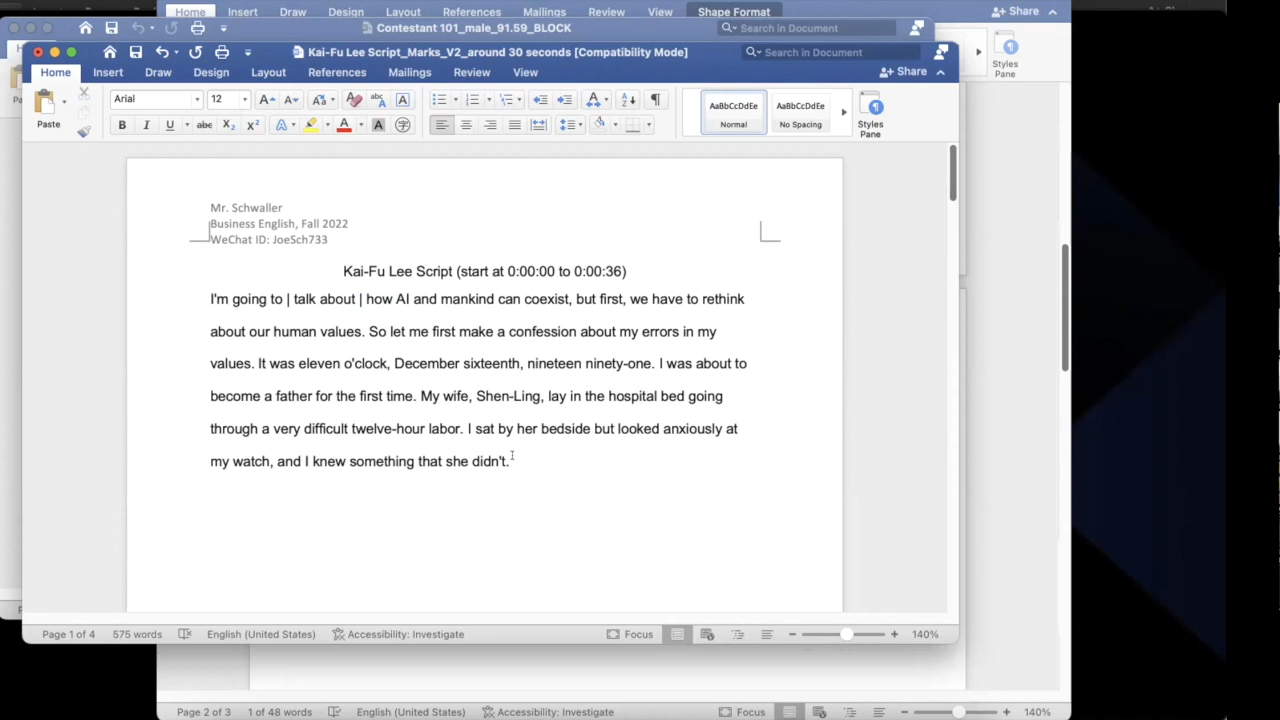 Home Insert Draw Design Layout References Mailings Review View Shape Format Share
Contestant 101_male_91.59_BLOCK Search in Document
Kai-Fu Lee Script_Marks_V2_around 30 seconds [Compatibility Mode] Search in Document
Home Insert Draw Design Layout References Mailings Review View Share
Styles
Pane
Paste Arial 12 AaBbCcDdEe AaBbCcDdEe
Normal No Spacing Styles
Pane
Mr. Schwaller
Business English, Fall 2022
WeChat ID: JoeSch733
Kai-Fu Lee Script (start at 0:00:00 to 0:00:36)
I'm going to | talk about | how AI and mankind can coexist, but first, we have to rethink
about our human values. So let me first make a confession about my errors in my
values. It was eleven o'clock, December sixteenth, nineteen ninety-one. I was about to
become a father for the first time. My wife, Shen-Ling, lay in the hospital bed going
through a very difficult twelve-hour labor. I sat by her bedside but looked anxiously at
my watch, and I knew something that she didn't.
Page 1 of 4 575 words English (United States) Accessibility: Investigate Focus 140%
Page 2 of 3 1 of 48 words English (United States) Accessibility: Investigate Focus 140%